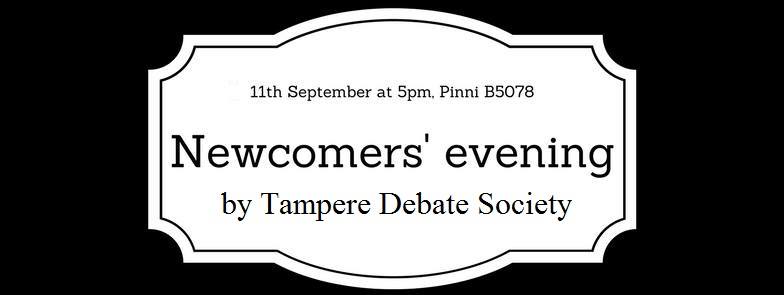 11th September at 5pm, Pinni B5078
Newcomers' evening
by Tampere Debate Society